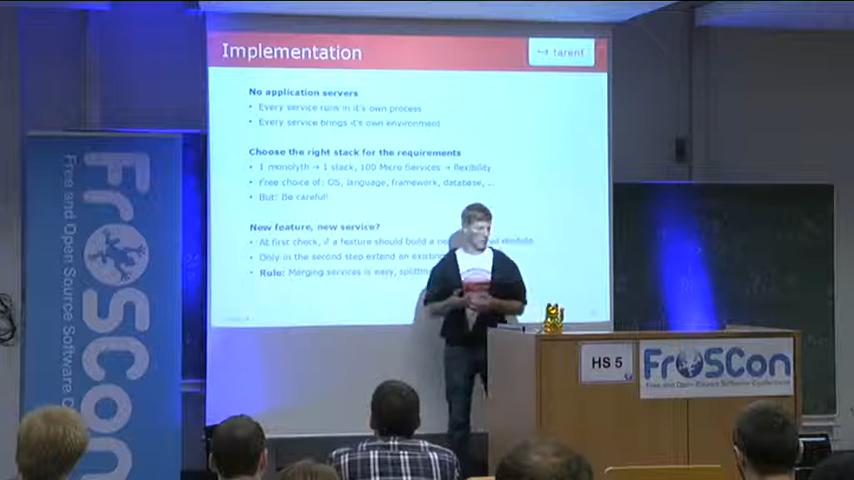 Implementation
tarent
No application servers
• Every service runs in it's own process
• Every service brings it's own environment
Choose the right stack for the requirements
• 1 monolyth → 1 stack, 100 Micro Services → flexibility
• Free choice of: OS, language, framework, database, ...
• But: Be careful!
New feature, new service?
• At first check, if a feature should build a
module
• Only in the second step extend an existing
• Rule: Merging services is easy,
FrOSCon
Free and Open Source Software
HS 5
FrOSCon
Free and Open Source Software Conference